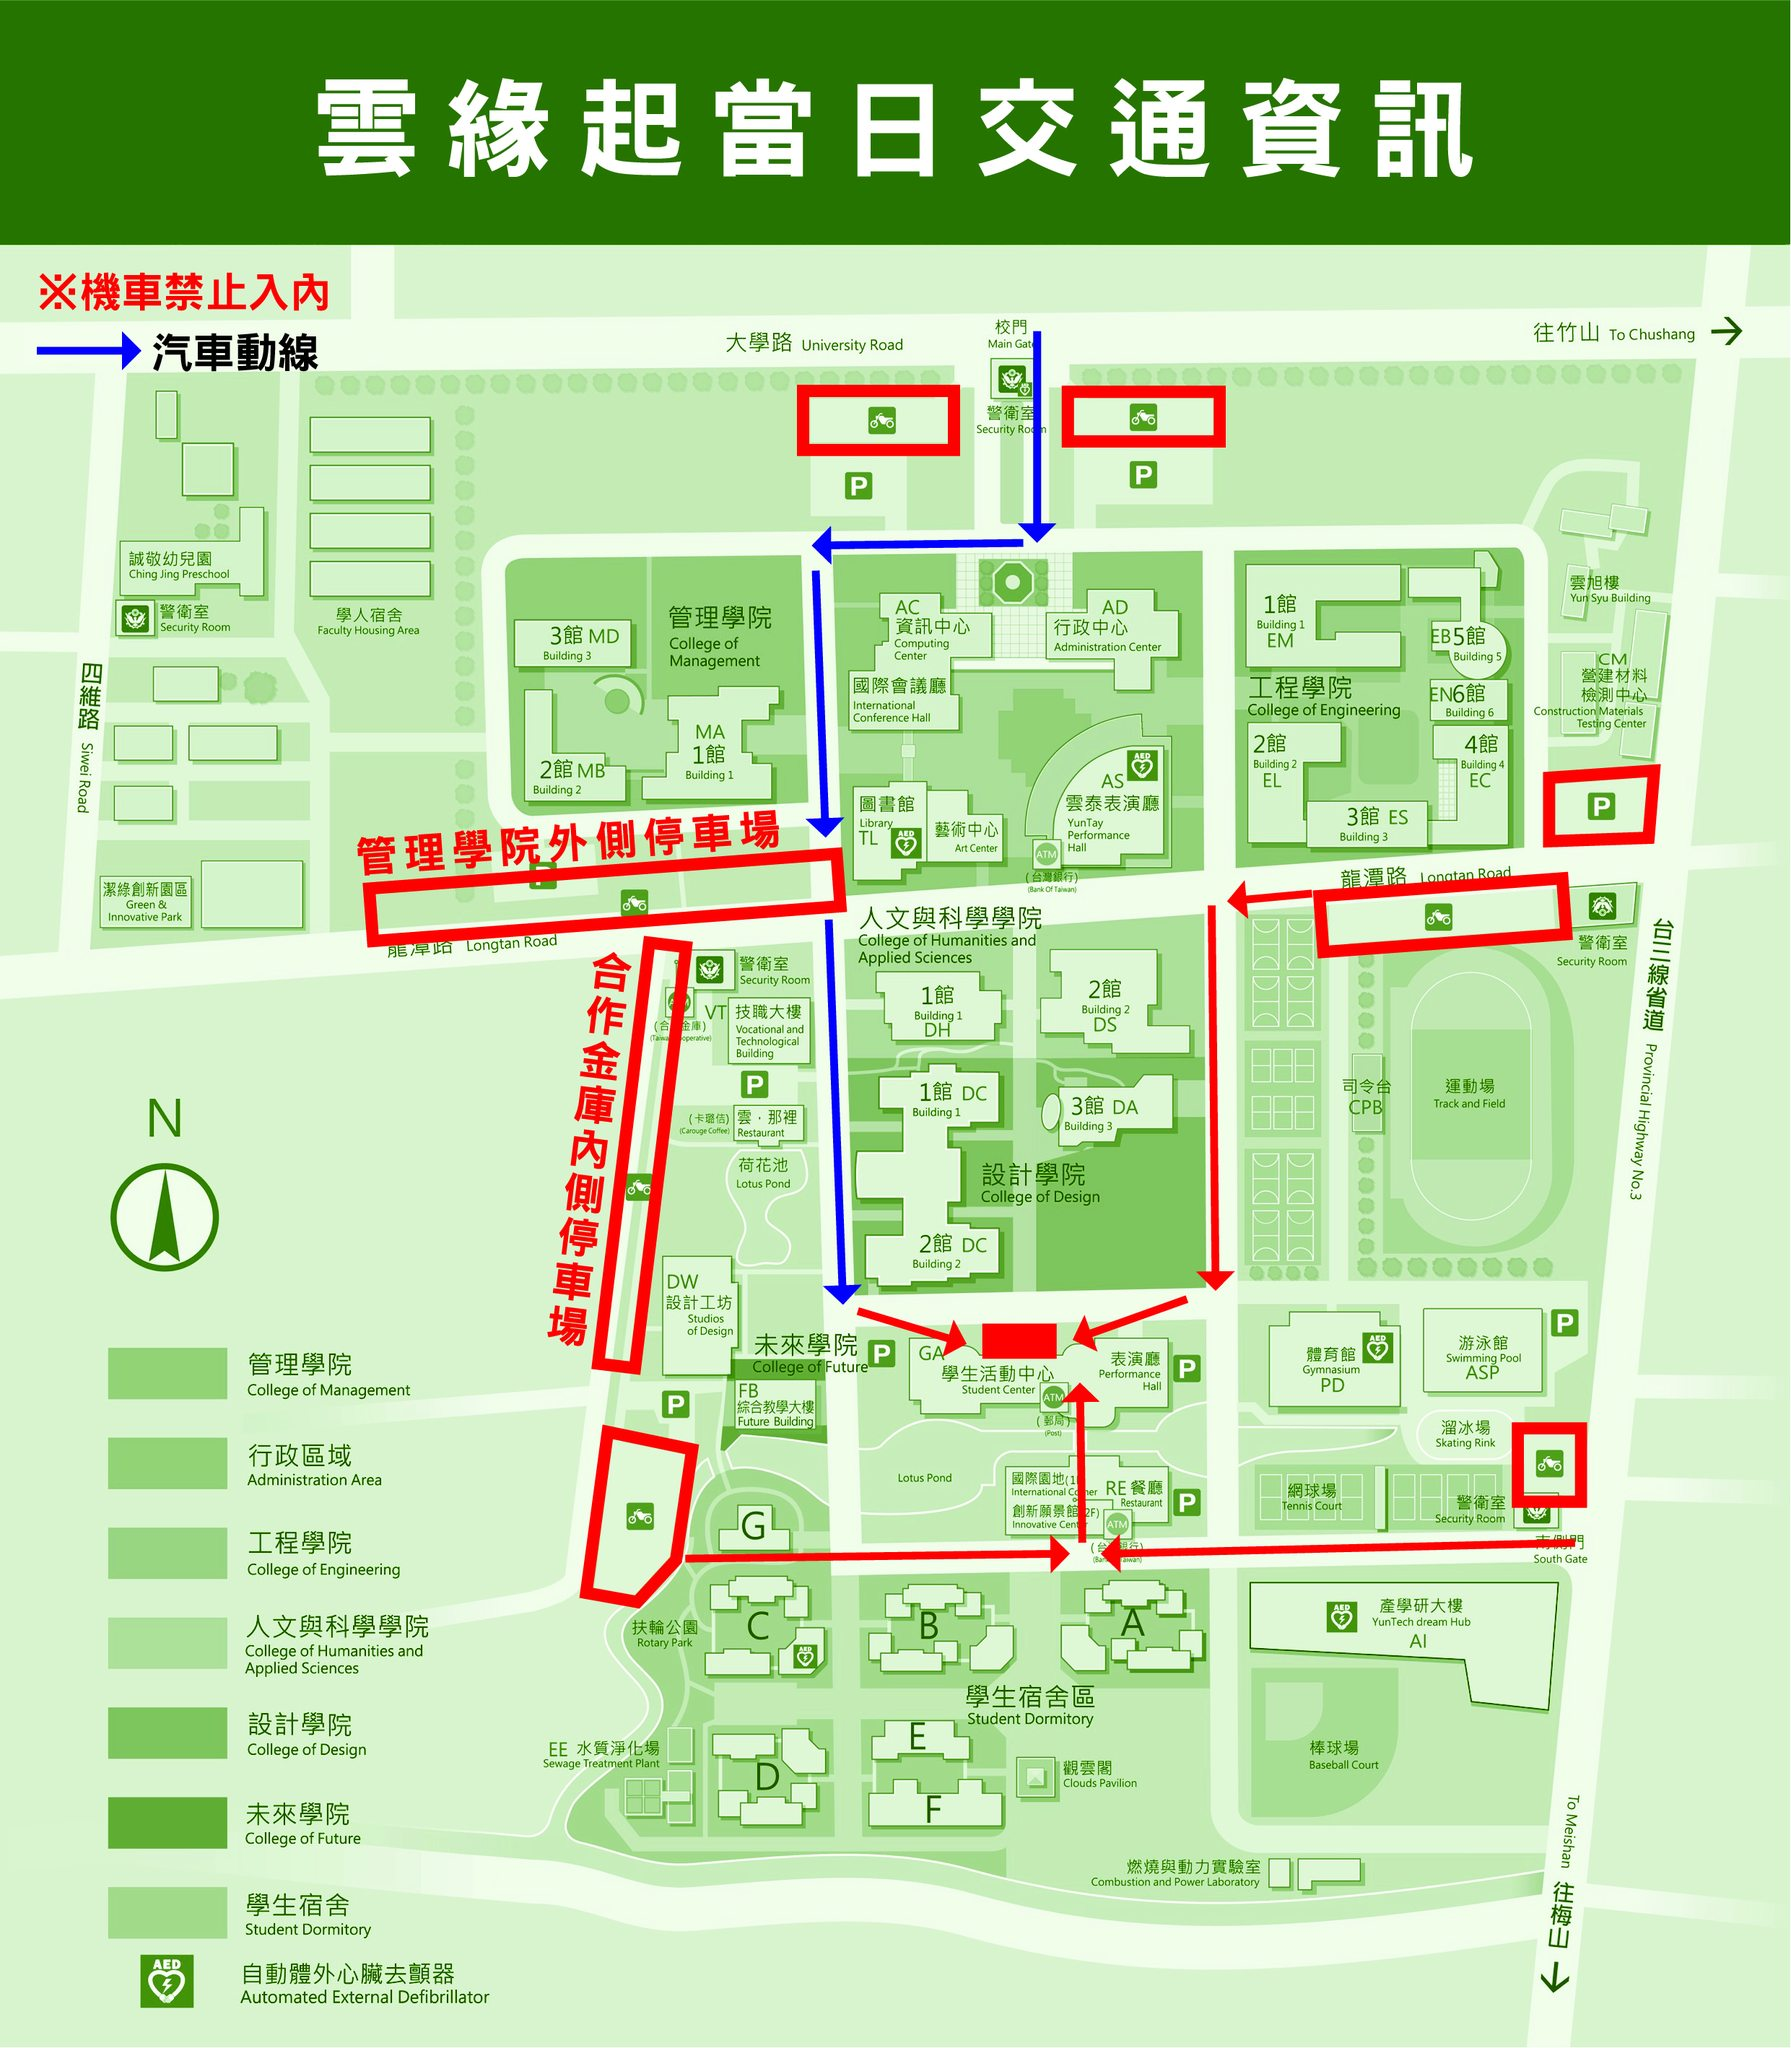 雲緣起當日交通資訊
※機車禁止入內
汽車動線
大學路 University Road
校門
Main Gate
往竹山 To Chushang
警衛室
Security Room
P
P
誠敬幼兒園
Ching Jing Preschool
警衛室
Security Room
學人宿舍
Faculty Housing Area
四維路 Siwei Road
潔綠創新園區
Green &
Innovative Park
管理學院
College of
Management
3館 MD
Building 3
MA
1館
Building 1
2館 MB
Building 2
AC
資訊中心
Computing
Center
AD
行政中心
Administration Center
國際會議廳
International
Conference Hall
圖書館
Library
TL
AED
藝術中心
Art Center
AED
AS
雲泰表演廳
YunTay
Performance
Hall
ATM
(台灣銀行)
(Bank Of Taiwan)
1館
Building 1
EM
EB5館
Building 5
工程學院
College of Engineering
EN6館
Building 6
2館
Building 2
EL
4館
Building 4
EC
3館 ES
Building 3
雲旭樓
Yun Syu Building
CM
營建材料
檢測中心
Construction Materials
Testing Center
P
管理學院外側停車場
龍潭路 Longtan Road
龍潭路 Longtan Road
警衛室
Security Room
台三線省道 Provincial Highway No.3
合作金庫內側停車場
警衛室
Security Room
VT 技職大樓
Vocational and
Technological
Building
P
(卡璐佶)
(Carouge Coffee)
雲．那裡
Restaurant
荷花池
Lotus Pond
人文與科學學院
College of Humanities and
Applied Sciences
1館
Building 1
DH
2館
Building 2
DS
1館 DC
Building 1
3館 DA
Building 3
設計學院
College of Design
2館 DC
Building 2
司令台
CPB
運動場
Track and Field
N
DW
設計工坊
Studios
of Design
未來學院
College of Future
P
FB
綜合教學大樓
Future Building
P
GA
學生活動中心
Student Center
ATM
(郵局)
(Post)
表演廳
Performance
Hall
P
體育館
Gymnasium
PD
AED
游泳館
Swimming Pool
ASP
P
溜冰場
Skating Rink
網球場
Tennis Court
警衛室
Security Room
南側門
South Gate
Lotus Pond
國際園地(1F)
International Corner
創新願景館(2F)
Innovative Center
RE 餐廳
Restaurant
P
ATM
G
C
AED
B
A
扶輪公園
Rotary Park
學生宿舍區
Student Dormitory
AED
產學研大樓
YunTech dream Hub
AI
EE 水質淨化場
Sewage Treatment Plant
D
E
F
觀雲閣
Clouds Pavilion
棒球場
Baseball Court
燃燒與動力實驗室
Combustion and Power Laboratory
To Meishan 往梅山
管理學院
College of Management
行政區域
Administration Area
工程學院
College of Engineering
人文與科學學院
College of Humanities and
Applied Sciences
設計學院
College of Design
未來學院
College of Future
學生宿舍
Student Dormitory
AED
自動體外心臟去顫器
Automated External Defibrillator